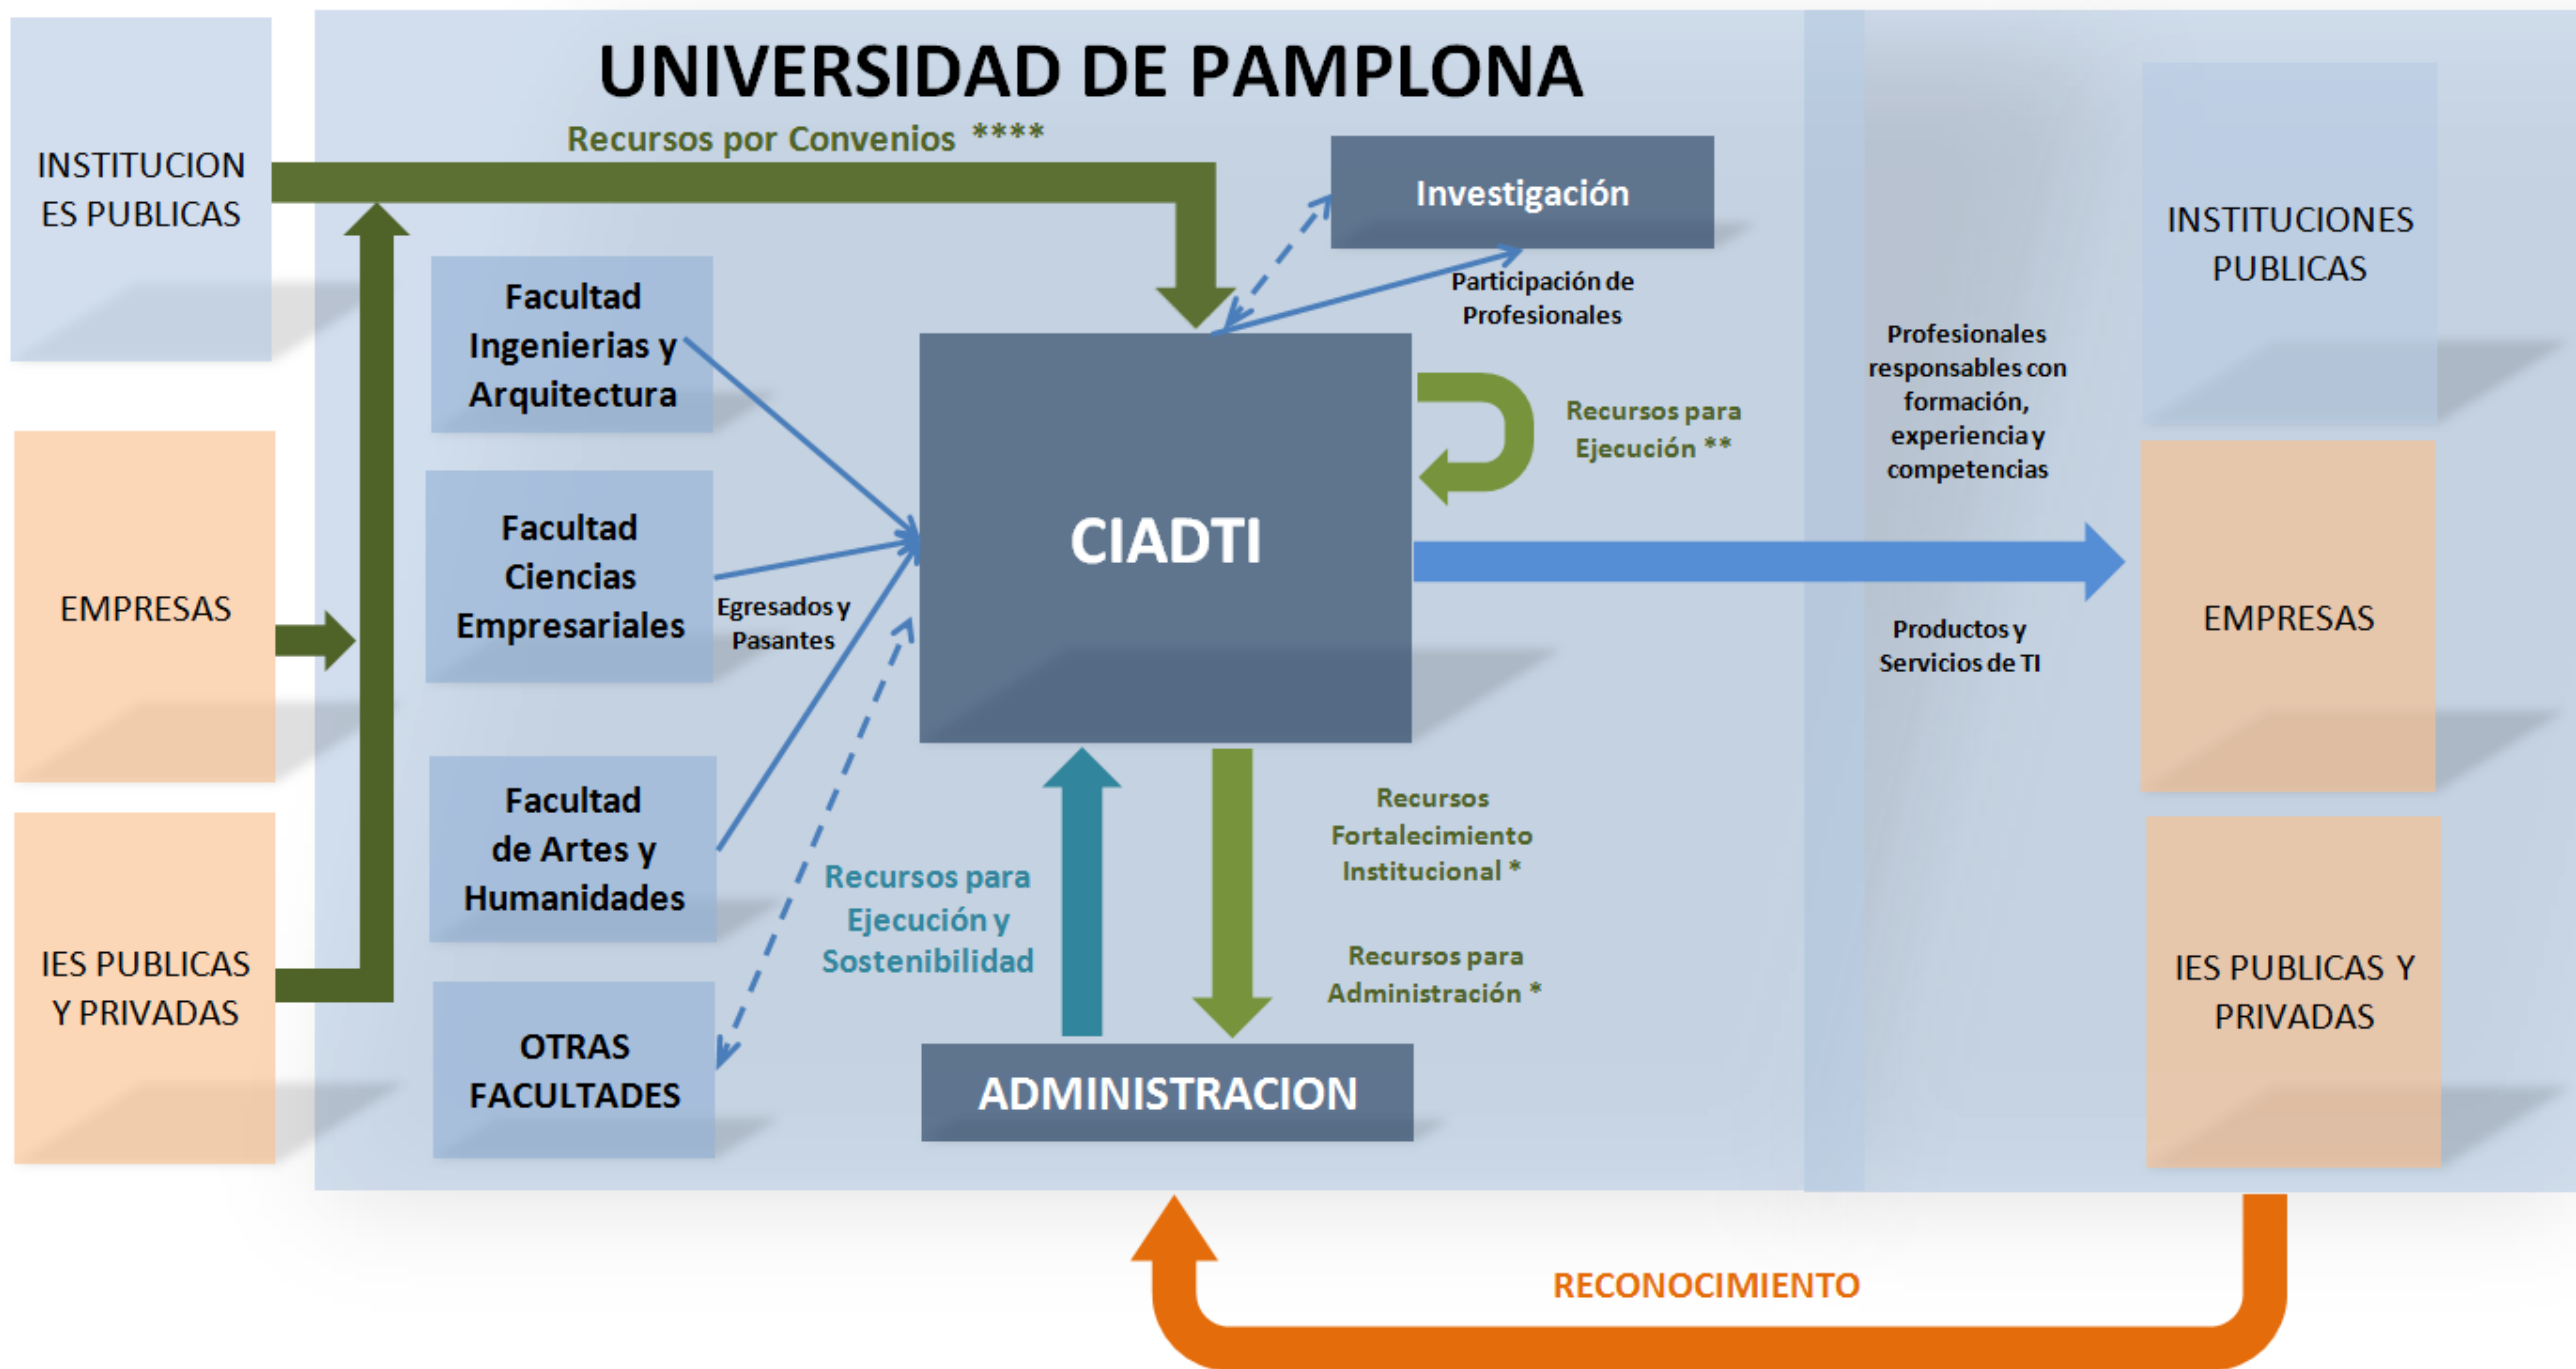 UNIVERSIDAD DE PAMPLONA
Recursos por Convenios ****
INSTITUCION
ES PUBLICAS
EMPRESAS
IES PUBLICAS
Y PRIVADAS
Facultad
Ingenierias y
Arquitectura
Facultad
Ciencias
Empresariales
Egresados y
Pasantes
Facultad
de Artes y
Humanidades
OTRAS
FACULTADES
Investigación
Participación de
Profesionales
CIADTI
Recursos para
Ejecución **
Recursos para
Ejecución y
Sostenibilidad
Recursos
Fortalecimiento
Institucional *
Recursos para
Administración *
ADMINISTRACION
Profesionales
responsables con
formación,
experiencia y
competencias
Productos y
Servicios de TI
INSTITUCIONES
PUBLICAS
EMPRESAS
IES PUBLICAS Y
PRIVADAS
RECONOCIMIENTO